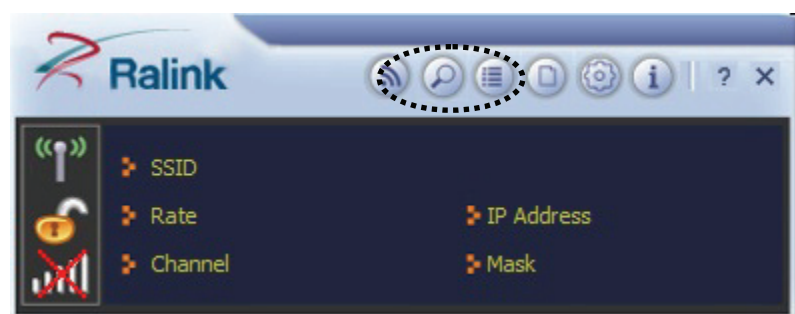 Ralink
i ? ×
SSID
Rate IP Address
Channel Mask